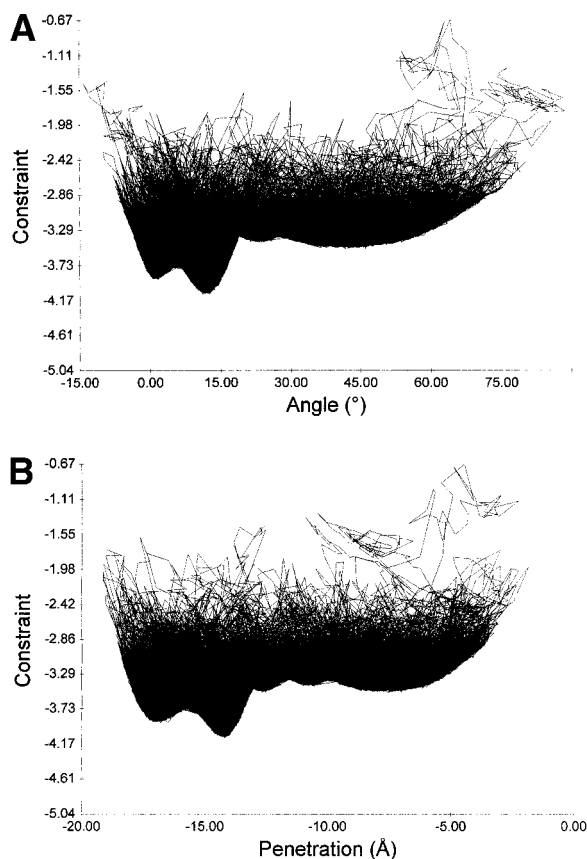 A
-0.67
-1.11
-1.55
-1.98
-2.42
-2.86
-3.29
-3.73
-4.17
-4.61
-5.04
Constraint
-15.00 0.00 15.00 30.00 45.00 60.00 75.00
Angle (°)
B
-0.67
-1.11
-1.55
-1.98
-2.42
-2.86
-3.29
-3.73
-4.17
-4.61
-5.04
Constraint
-20.00 -15.00 -10.00 -5.00 0.00
Penetration (Å)